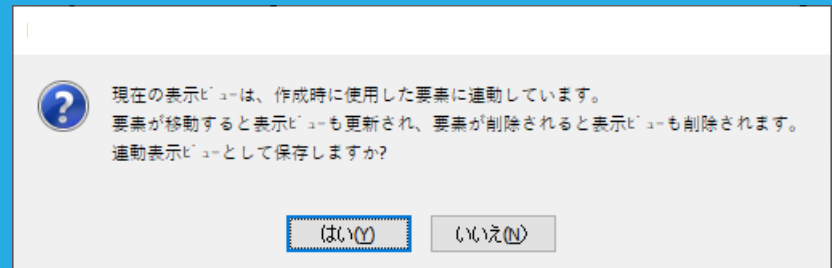 現在の表示ﾋﾞｭｰは、作成時に使用した要素に連動しています。
要素が移動すると表示ﾋﾞｭｰも更新され、要素が削除されると表示ﾋﾞｭｰも削除されます。
連動表示ﾋﾞｭｰとして保存しますか?
はい(Y) いいえ(N)